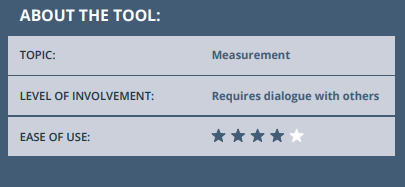 ABOUT THE TOOL:
TOPIC: Measurement
LEVEL OF INVOLVEMENT: Requires dialogue with others
EASE OF USE: